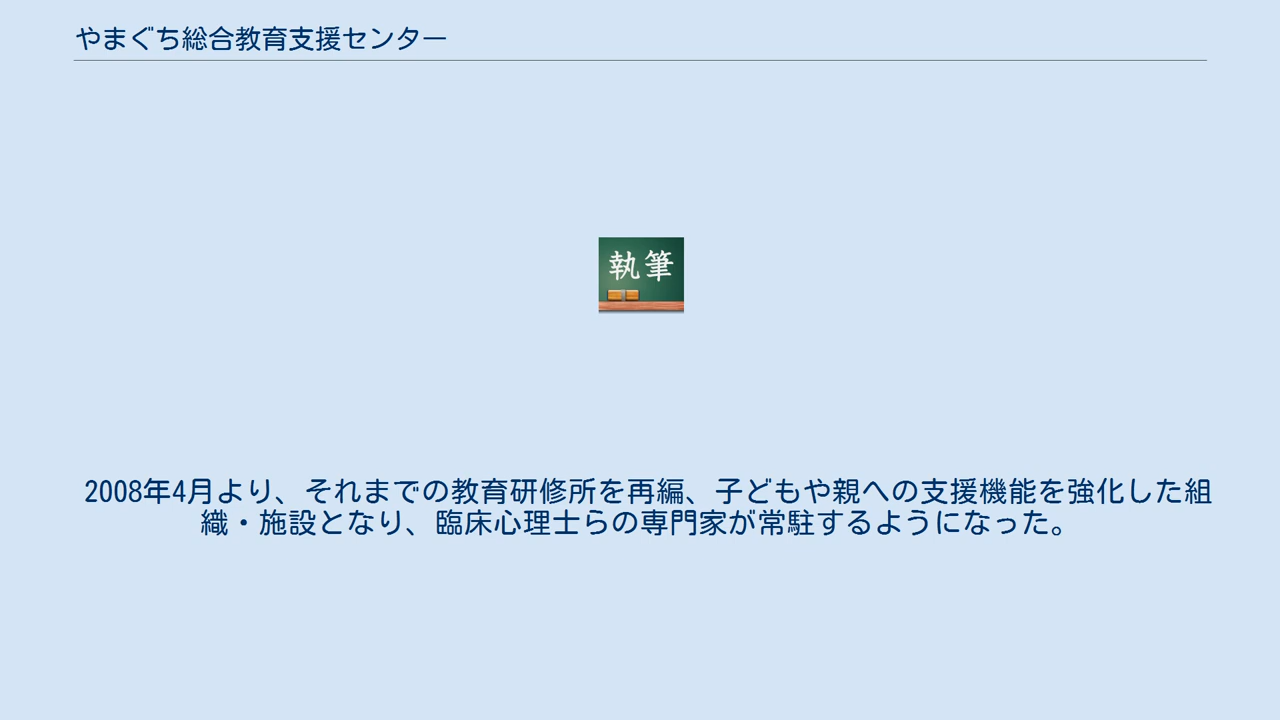 やまぐち総合教育支援センター
執筆
2008年4月より、それまでの教育研修所を再編、子どもや親への支援機能を強化した組
織・施設となり、臨床心理士らの専門家が常駐するようになった。